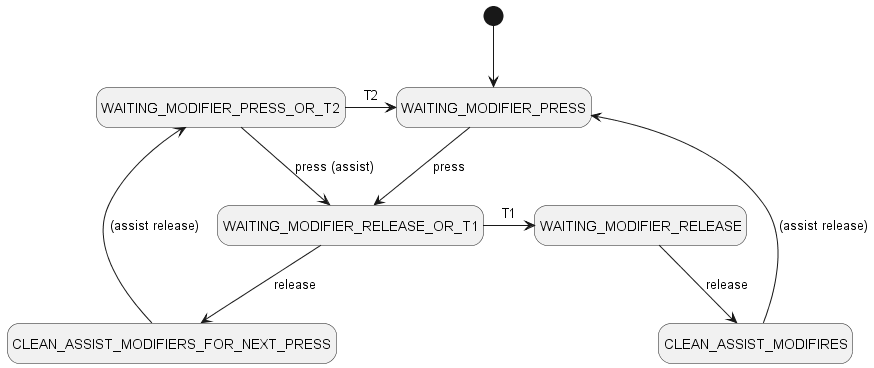 T2
WAITING_MODIFIER_PRESS_OR_T2
WAITING_MODIFIER_PRESS
press (assist)
press
T1
(assist release)
WAITING_MODIFIER_RELEASE_OR_T1
WAITING_MODIFIER_RELEASE
(assist release)
release
release
CLEAN_ASSIST_MODIFIERS_FOR_NEXT_PRESS
CLEAN_ASSIST_MODIFIRES